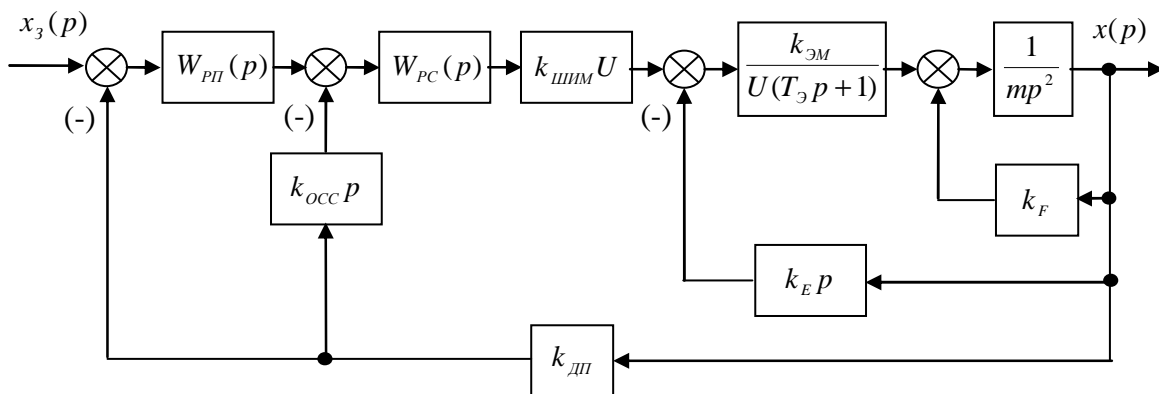 x_З(p)
W_РП(p)
W_РС(p)
k_ШИМ U
k_ЭМ
U(T_Э p + 1)
1
mp^2
x(p)
(-)
(-)
(-)
k_ОСС p
k_F
k_E p
k_ДП